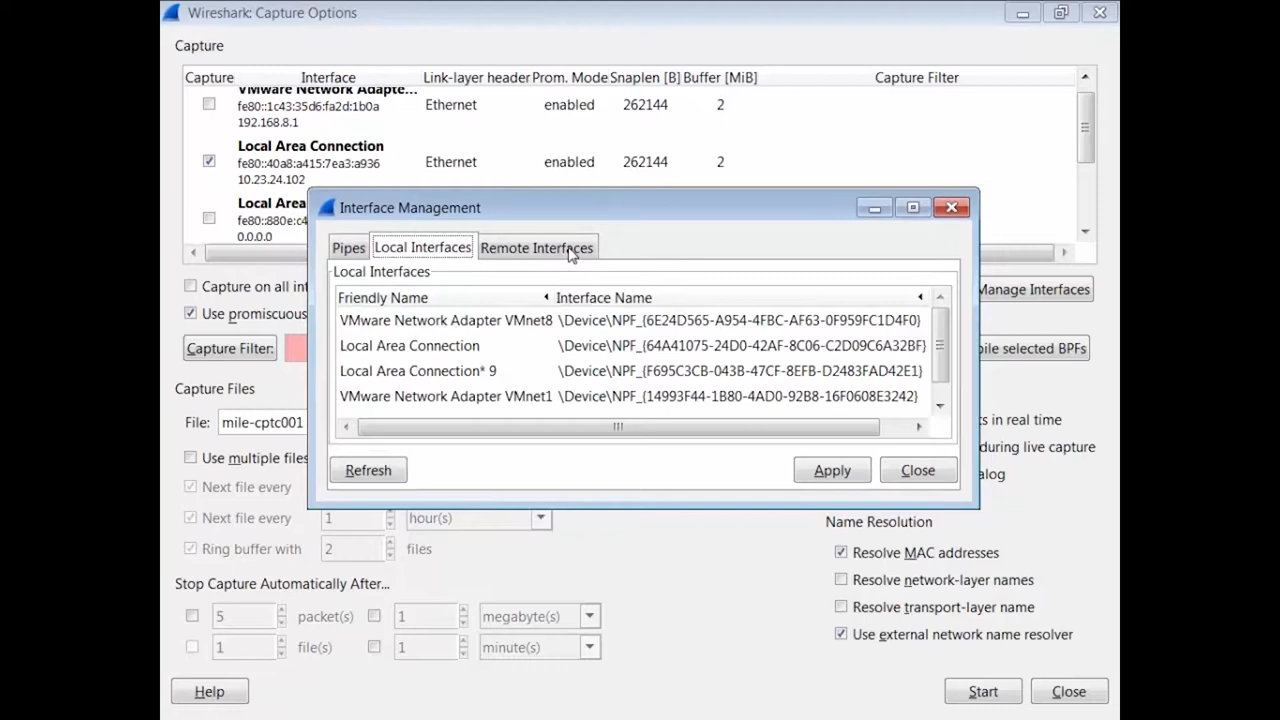 Wireshark: Capture Options
Capture
Capture Interface Link-layer header Prom. Mode Snaplen [B] Buffer [MiB] Capture Filter
VMware Network Adapte...
fe80::1c43:35d6:fa2d:1b0a Ethernet enabled 262144 2
192.168.8.1
Local Area Connection
fe80::40a8:a415:7ea3:a936 Ethernet enabled 262144 2
10.23.24.102
Local Area
fe80::880e:c4
0.0.0.0
Interface Management
Pipes Local Interfaces Remote Interfaces
Local Interfaces
Friendly Name Interface Name
VMware Network Adapter VMnet8 \Device\NPF_{6E24D565-A954-4FBC-AF63-0F959FC1D4F0}
Local Area Connection \Device\NPF_{64A41075-24D0-42AF-8C06-C2D09C6A32BF}
Local Area Connection* 9 \Device\NPF_{F695C3CB-043B-47CF-8EFB-D2483FAD42E1}
VMware Network Adapter VMnet1 \Device\NPF_{14993F44-1B80-4AD0-92B8-16F0608E3242}
Refresh Apply Close
Capture on all int
Manage Interfaces
Use promiscuous
Capture Filter: pile selected BPFs
Capture Files
File: mile-cptc001
ts in real time
Use multiple files
during live capture
Next file every
alog
Next file every 1 hour(s)
Ring buffer with 2 files
Stop Capture Automatically After...
5 packet(s) 1 megabyte(s)
1 file(s) 1 minute(s)
Name Resolution
Resolve MAC addresses
Resolve network-layer names
Resolve transport-layer name
Use external network name resolver
Help Start Close